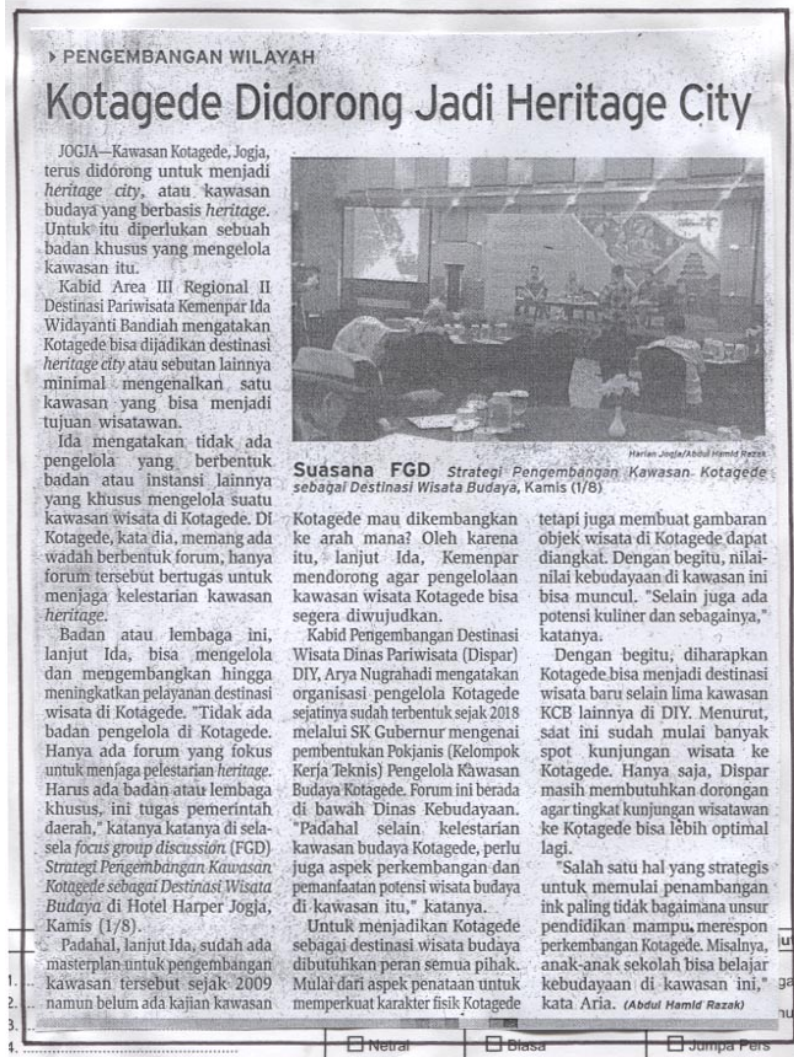 PENGEMBANGAN WILAYAH
Kotagede Didorong Jadi Heritage City
JOGJA—Kawasan Kotagede, Jogja,
terus didorong untuk menjadi
heritage city, atau kawasan
budaya yang berbasis heritage.
Untuk itu diperlukan sebuah
badan khusus yang mengelola
kawasan itu.
Kabid Area III Regional II
Destinasi Pariwisata Kemenpar Ida
Widayanti Bandiah mengatakan
Kotagede bisa dijadikan destinasi
heritage city atau sebutan lainnya
minimal mengenalkan satu
kawasan yang bisa menjadi
tujuan wisatawan.
Ida mengatakan tidak ada
pengelola yang berbentuk
badan atau instansi lainnya
yang khusus mengelola suatu
kawasan wisata di Kotagede. Di
Kotagede, kata dia, memang ada
wadah berbentuk forum, hanya
forum tersebut bertugas untuk
menjaga kelestarian kawasan
heritage.
Badan atau lembaga ini,
lanjut Ida, bisa mengelola
dan mengembangkan hingga
meningkatkan pelayanan destinasi
wisata di Kotagede. "Tidak ada
badan pengelola di Kotagede.
Hanya ada forum yang fokus
untuk menjaga pelestarian heritage.
Harus ada badan atau lembaga
khusus, ini tugas pemerintah
daerah," katanya katanya di sela-
sela focus group discussion (FGD)
Strategi Pengembangan Kawasan
Kotagede sebagai Destinasi Wisata
Budaya di Hotel Harper Jogja,
Kamis (1/8).
Padahal, lanjut Ida, sudah ada
masterplan untuk pengembangan
kawasan tersebut sejak 2009
namun belum ada kajian kawasan
Harian Jogja/Abdul Hamid Razak
Suasana FGD Strategi Pengembangan Kawasan Kotagede
sebagai Destinasi Wisata Budaya, Kamis (1/8)
Kotagede mau dikembangkan
ke arah mana? Oleh karena
itu, lanjut Ida, Kemenpar
mendorong agar pengelolaan
kawasan wisata Kotagede bisa
segera diwujudkan.
Kabid Pengembangan Destinasi
Wisata Dinas Pariwisata (Dispar)
DIY, Arya Nugrahadi mengatakan
organisasi pengelola Kotagede
sejatinya sudah terbentuk sejak 2018
melalui SK Gubernur mengenai
pembentukan Pokjanis (Kelompok
Kerja Teknis) Pengelola Kawasan
Budaya Kotagede. Forum ini berada
di bawah Dinas Kebudayaan.
"Padahal selain kelestarian
kawasan budaya Kotagede, perlu
juga aspek perkembangan dan
pemanfaatan potensi wisata budaya
di kawasan itu," katanya.
Untuk menjadikan Kotagede
sebagai destinasi wisata budaya
dibutuhkan peran semua pihak.
Mulai dari aspek penataan untuk
memperkuat karakter fisik Kotagede
tetapi juga membuat gambaran
objek wisata di Kotagede dapat
diangkat. Dengan begitu, nilai-
nilai kebudayaan di kawasan ini
bisa muncul. "Selain juga ada
potensi kuliner dan sebagainya,"
katanya.
Dengan begitu, diharapkan
Kotagede bisa menjadi destinasi
wisata baru selain lima kawasan
KCB lainnya di DIY. Menurut,
saat ini sudah mulai banyak
spot kunjungan wisata ke
Kotagede. Hanya saja, Dispar
masih membutuhkan dorongan
agar tingkat kunjungan wisatawan
ke Kotagede bisa lebih optimal
lagi.
"Salah satu hal yang strategis
untuk memulai penambangan
ink paling tidak bagaimana unsur
pendidikan mampu merespon
perkembangan Kotagede. Misalnya,
anak-anak sekolah bisa belajar
kebudayaan di kawasan ini,"
kata Aria. (Abdul Hamid Razak)
1.
2.
3.
4.
Netral
Biasa
Jumpa Pers